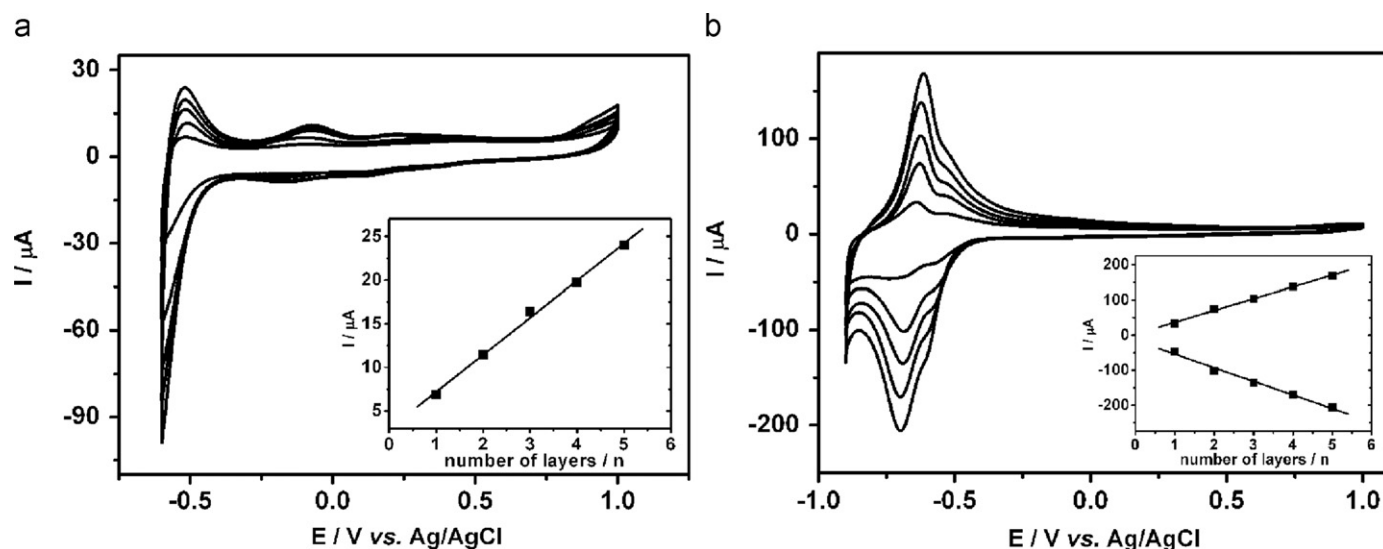 a
30
0
-30
-60
-90
I / μA
-0.5 0.0 0.5 1.0
E / V vs. Ag/AgCl
25
20
15
10
5
I / μA
0 1 2 3 4 5 6
number of layers / n
b
100
0
-100
-200
I / μA
-1.0 -0.5 0.0 0.5 1.0
E / V vs. Ag/AgCl
200
100
0
-100
-200
I / μA
0 1 2 3 4 5 6
number of layers / n